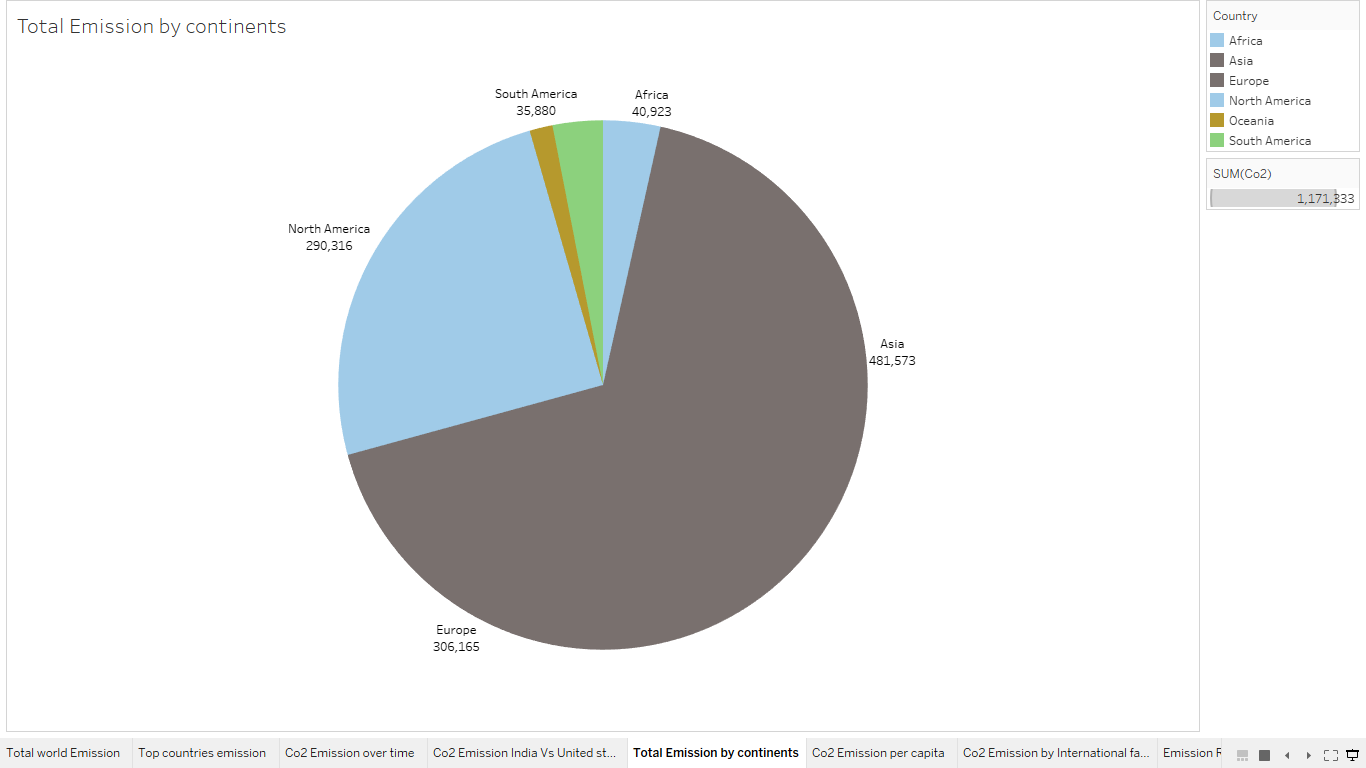 Total Emission by continents
South America
35,880
Africa
40,923
North America
290,316
Asia
481,573
Europe
306,165
Country
Africa
Asia
Europe
North America
Oceania
South America
SUM(Co2)
1,171,333
Total world Emission
Top countries emission
Co2 Emission over time
Co2 Emission India Vs United st...
Total Emission by continents
Co2 Emission per capita
Co2 Emission by International fa...
Emission R